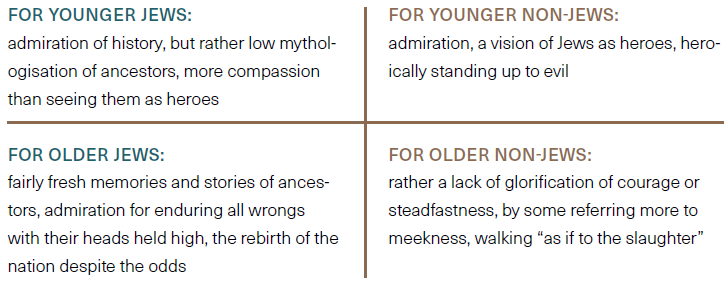 FOR YOUNGER JEWS:
admiration of history, but rather low mythol-
ogisation of ancestors, more compassion
than seeing them as heroes
FOR YOUNGER NON-JEWS:
admiration, a vision of Jews as heroes, hero-
ically standing up to evil
FOR OLDER JEWS:
fairly fresh memories and stories of ances-
tors, admiration for enduring all wrongs
with their heads held high, the rebirth of the
nation despite the odds
FOR OLDER NON-JEWS:
rather a lack of glorification of courage or
steadfastness, by some referring more to
meekness, walking “as if to the slaughter”